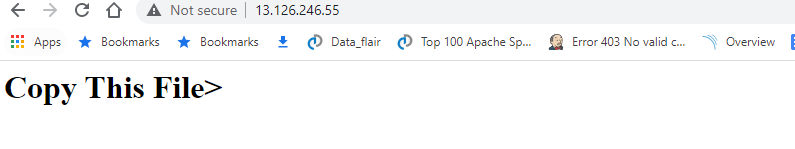 Not secure 13.126.246.55
Apps Bookmarks Bookmarks Data_flair Top 100 Apache Sp... Error 403 No valid c... Overview
Copy This File>